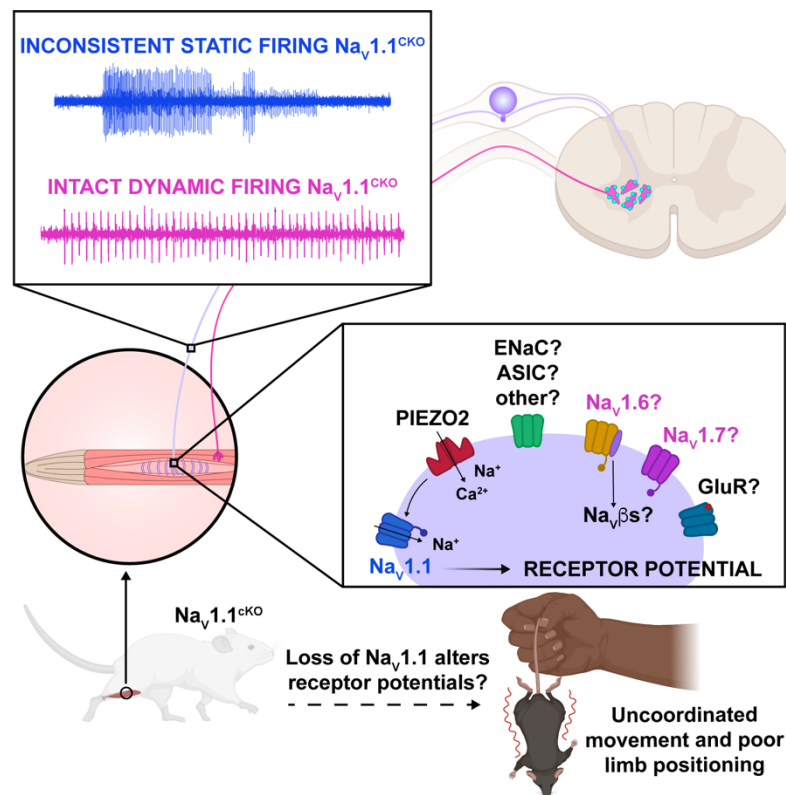 INCONSISTENT STATIC FIRING Naᵥ1.1ᶜᴷᴼ
INTACT DYNAMIC FIRING Naᵥ1.1ᶜᴷᴼ
ENaC?
ASIC?
other?
PIEZO2
Naᵥ1.6?
Naᵥ1.7?
Na⁺
Ca²⁺
GluR?
Naᵥβs?
Na⁺
Naᵥ1.1
RECEPTOR POTENTIAL
Naᵥ1.1ᶜᴷᴼ
Loss of Naᵥ1.1 alters
receptor potentials?
Uncoordinated
movement and poor
limb positioning